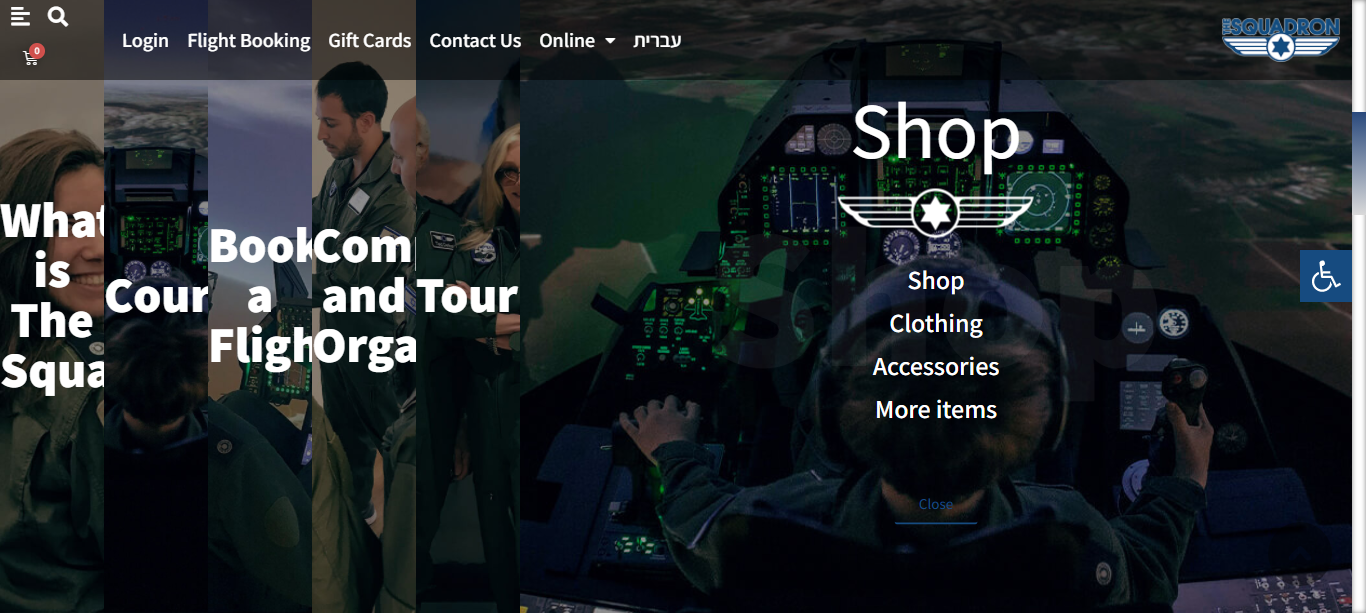 0
Login
Flight Booking
Gift Cards
Contact Us
Online
עברית
THE
SQUADRON
What
is
The
Squa
Cour
Book
a
Fligh
Com
and
Orga
Tour
Shop
Shop
Clothing
Accessories
More items
Close